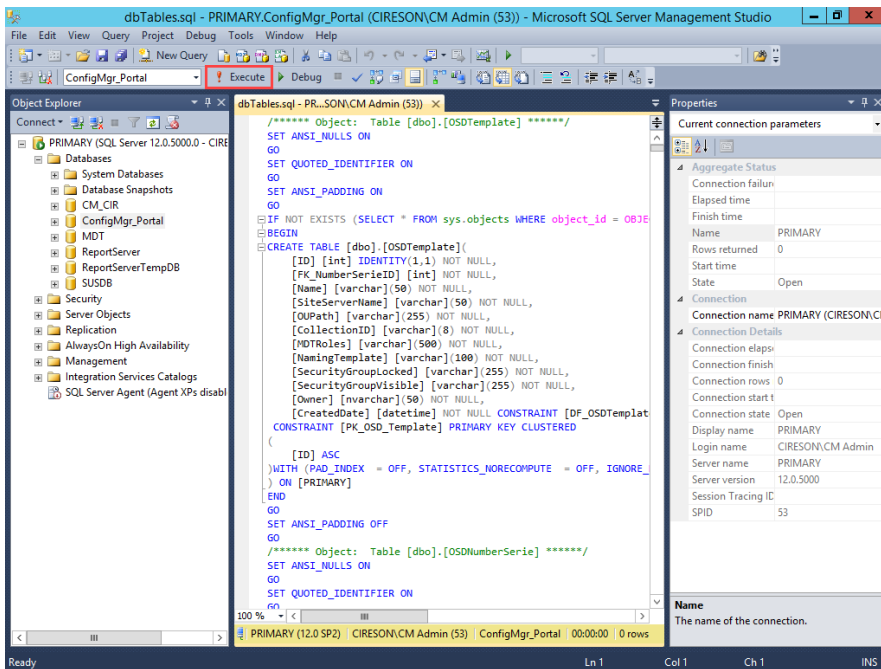 dbTables.sql - PRIMARY.ConfigMgr_Portal (CIRESON\CM Admin (53)) - Microsoft SQL Server Management Studio
File Edit View Query Project Debug Tools Window Help
New Query
ConfigMgr_Portal Execute Debug
Object Explorer
Connect
PRIMARY (SQL Server 12.0.5000.0 - CIRE
Databases
System Databases
Database Snapshots
CM_CIR
ConfigMgr_Portal
MDT
ReportServer
ReportServerTempDB
SUSDB
Security
Server Objects
Replication
AlwaysOn High Availability
Management
Integration Services Catalogs
SQL Server Agent (Agent XPs disabl
dbTables.sql - PR...SON\CM Admin (53))
/****** Object:  Table [dbo].[OSDTemplate] ******/
SET ANSI_NULLS ON
GO
SET QUOTED_IDENTIFIER ON
GO
SET ANSI_PADDING ON
GO
IF NOT EXISTS (SELECT * FROM sys.objects WHERE object_id = OBJE
BEGIN
CREATE TABLE [dbo].[OSDTemplate](
[ID] [int] IDENTITY(1,1) NOT NULL,
[FK_NumberSerieID] [int] NOT NULL,
[Name] [varchar](50) NOT NULL,
[SiteServerName] [varchar](50) NOT NULL,
[OUPath] [varchar](255) NOT NULL,
[CollectionID] [varchar](8) NOT NULL,
[MDTRoles] [varchar](500) NOT NULL,
[NamingTemplate] [varchar](100) NOT NULL,
[SecurityGroupLocked] [varchar](255) NOT NULL,
[SecurityGroupVisible] [varchar](255) NOT NULL,
[Owner] [nvarchar](50) NOT NULL,
[CreatedDate] [datetime] NOT NULL CONSTRAINT [DF_OSDTemplat
CONSTRAINT [PK_OSD_Template] PRIMARY KEY CLUSTERED
(
[ID] ASC
)WITH (PAD_INDEX  = OFF, STATISTICS_NORECOMPUTE  = OFF, IGNORE_
) ON [PRIMARY]
END
GO
SET ANSI_PADDING OFF
GO
/****** Object:  Table [dbo].[OSDNumberSerie] ******/
SET ANSI_NULLS ON
GO
SET QUOTED_IDENTIFIER ON
GO
100 %
PRIMARY (12.0 SP2) CIRESON\CM Admin (53) ConfigMgr_Portal 00:00:00 0 rows
Properties
Current connection parameters
Aggregate Status
Connection failur
Elapsed time
Finish time
Name PRIMARY
Rows returned 0
Start time
State Open
Connection
Connection name PRIMARY (CIRESON\C
Connection Details
Connection elaps
Connection finish
Connection rows 0
Connection start t
Connection state Open
Display name PRIMARY
Login name CIRESON\CM Admin
Server name PRIMARY
Server version 12.0.5000
Session Tracing ID
SPID 53
Name
The name of the connection.
Ready Ln 1 Col 1 Ch 1 INS